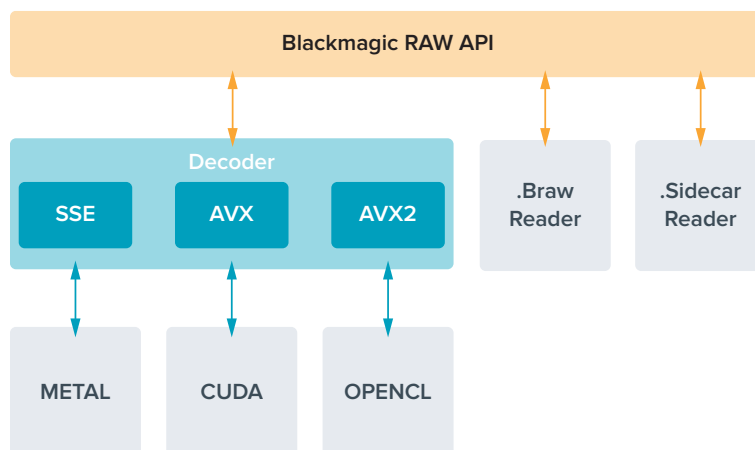 Blackmagic RAW API
Decoder
SSE
AVX
AVX2
.Braw
Reader
.Sidecar
Reader
METAL
CUDA
OPENCL